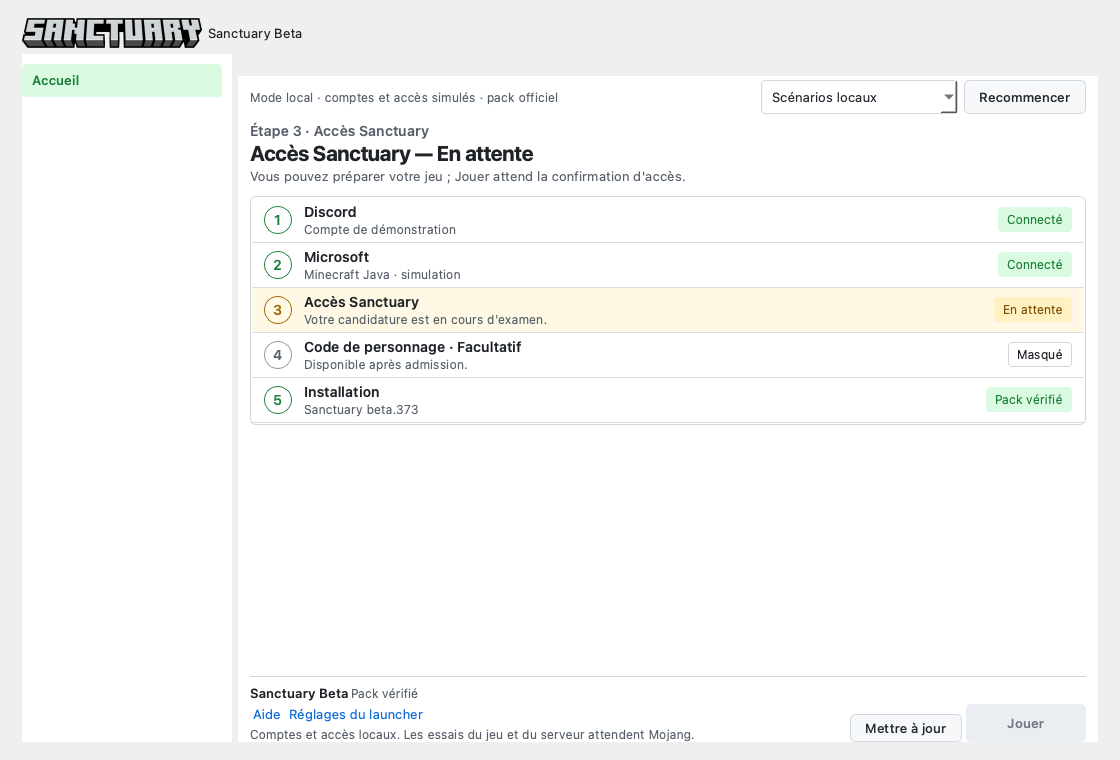 SANCTUARY Sanctuary Beta
Accueil
Mode local · comptes et accès simulés · pack officiel
Scénarios locaux
Recommencer
Étape 3 · Accès Sanctuary
Accès Sanctuary — En attente
Vous pouvez préparer votre jeu ; Jouer attend la confirmation d'accès.
1 Discord Connecté
Compte de démonstration
2 Microsoft Connecté
Minecraft Java · simulation
3 Accès Sanctuary En attente
Votre candidature est en cours d'examen.
4 Code de personnage · Facultatif Masqué
Disponible après admission.
5 Installation Pack vérifié
Sanctuary beta.373
Sanctuary Beta Pack vérifié
Aide Réglages du launcher
Comptes et accès locaux. Les essais du jeu et du serveur attendent Mojang.
Mettre à jour
Jouer